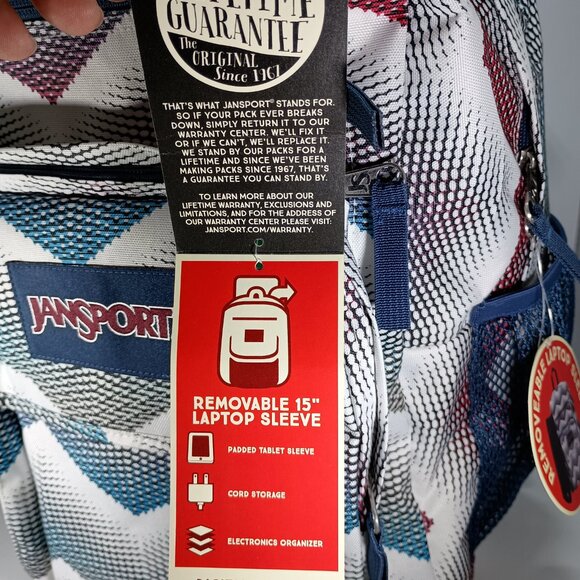 LIFETIME
GUARANTEE
The
ORIGINAL
Since 1967
THAT'S WHAT JANSPORT® STANDS FOR.
SO IF YOUR PACK EVER BREAKS
DOWN, SIMPLY RETURN IT TO OUR
WARRANTY CENTER. WE'LL FIX IT
OR IF WE CAN'T, WE'LL REPLACE IT.
WE STAND BY OUR PACKS FOR A
LIFETIME AND SINCE WE'VE BEEN
MAKING PACKS SINCE 1967, THAT'S
A GUARANTEE YOU CAN STAND BY.
TO LEARN MORE ABOUT OUR
LIFETIME WARRANTY, EXCLUSIONS AND
LIMITATIONS, AND FOR THE ADDRESS OF
OUR WARRANTY CENTER PLEASE VISIT:
JANSPORT.COM/WARRANTY.
JANSPORT
REMOVABLE 15"
LAPTOP SLEEVE
PADDED TABLET SLEEVE
CORD STORAGE
ELECTRONICS ORGANIZER
REMOVEABLE LAPTOP